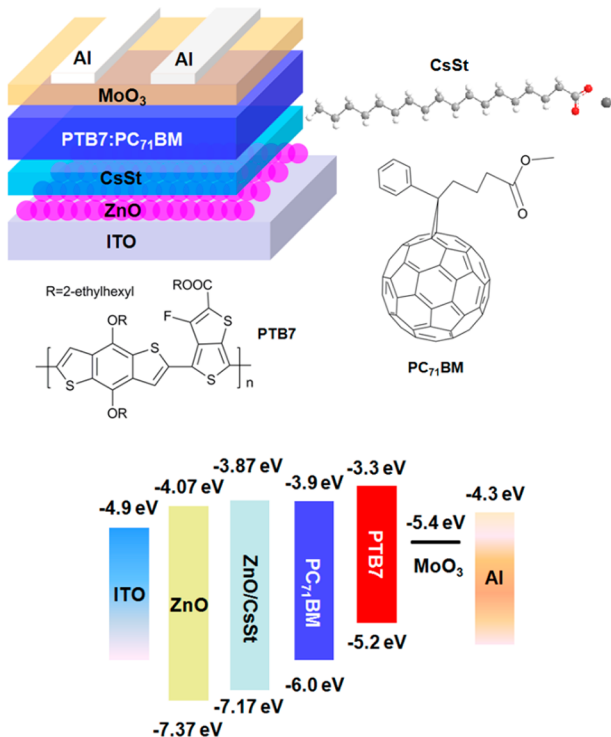 Al
Al
MoO3
PTB7:PC71BM
CsSt
ZnO
ITO
CsSt
O
O
PC71BM
R=2-ethylhexyl
ROOC
F
S
PTB7
OR
S
S
S
n
OR
-4.9 eV
-4.07 eV
-3.87 eV
-3.9 eV
-3.3 eV
-5.4 eV
-4.3 eV
ITO
ZnO
ZnO/CsSt
PC71BM
PTB7
MoO3
Al
-7.37 eV
-7.17 eV
-6.0 eV
-5.2 eV